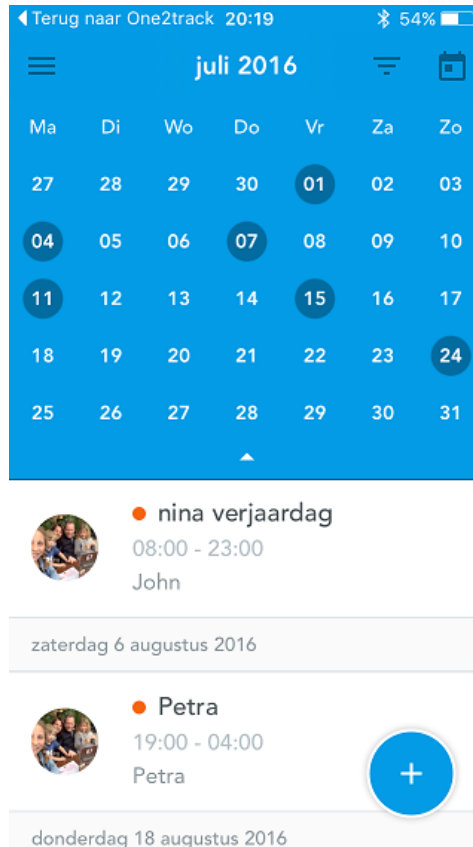 Terug naar One2track 20:19 54%
juli 2016
Ma Di Wo Do Vr Za Zo
27 28 29 30 01 02 03
04 05 06 07 08 09 10
11 12 13 14 15 16 17
18 19 20 21 22 23 24
25 26 27 28 29 30 31
nina verjaardag
08:00 - 23:00
John
zaterdag 6 augustus 2016
Petra
19:00 - 04:00
Petra
+
donderdag 18 augustus 2016